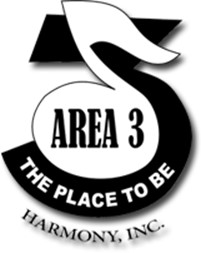 AREA 3
THE PLACE TO BE
HARMONY, INC.